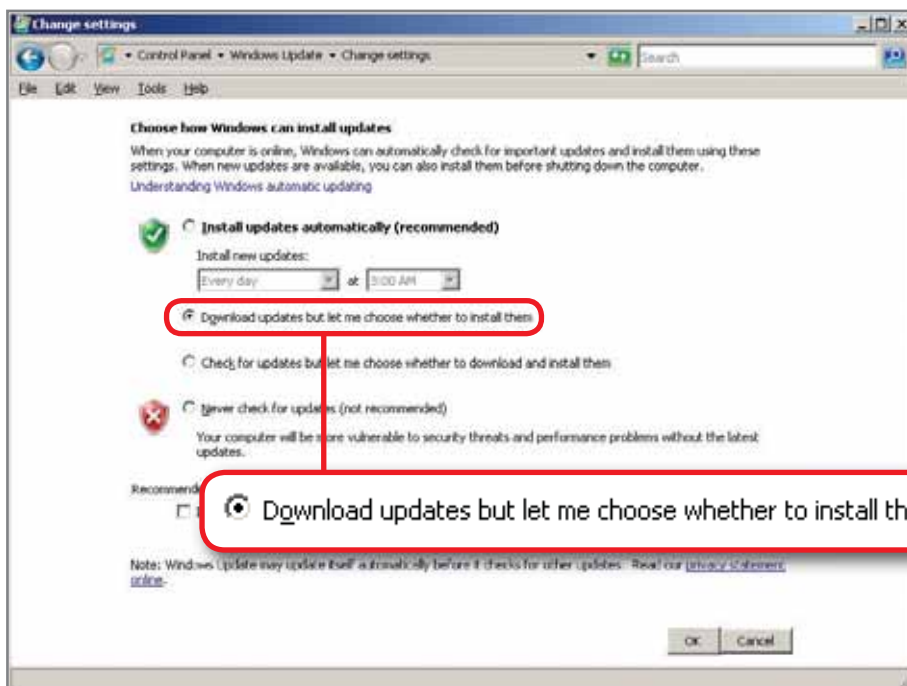 Change settings
• Control Panel • Windows Update • Change settings
Search
File Edit View Tools Help
Choose how Windows can install updates
When your computer is online, Windows can automatically check for important updates and install them using these
settings. When new updates are available, you can also install them before shutting down the computer.
Understanding Windows automatic updating
Install updates automatically (recommended)
Install new updates:
Every day at 3:00 AM
Download updates but let me choose whether to install them
Check for updates but let me choose whether to download and install them
Never check for updates (not recommended)
Your computer will be more vulnerable to security threats and performance problems without the latest
updates.
Recommend
Download updates but let me choose whether to install th
Note: Windows Update may update itself automatically before it checks for other updates. Read our privacy statement
online.
OK Cancel